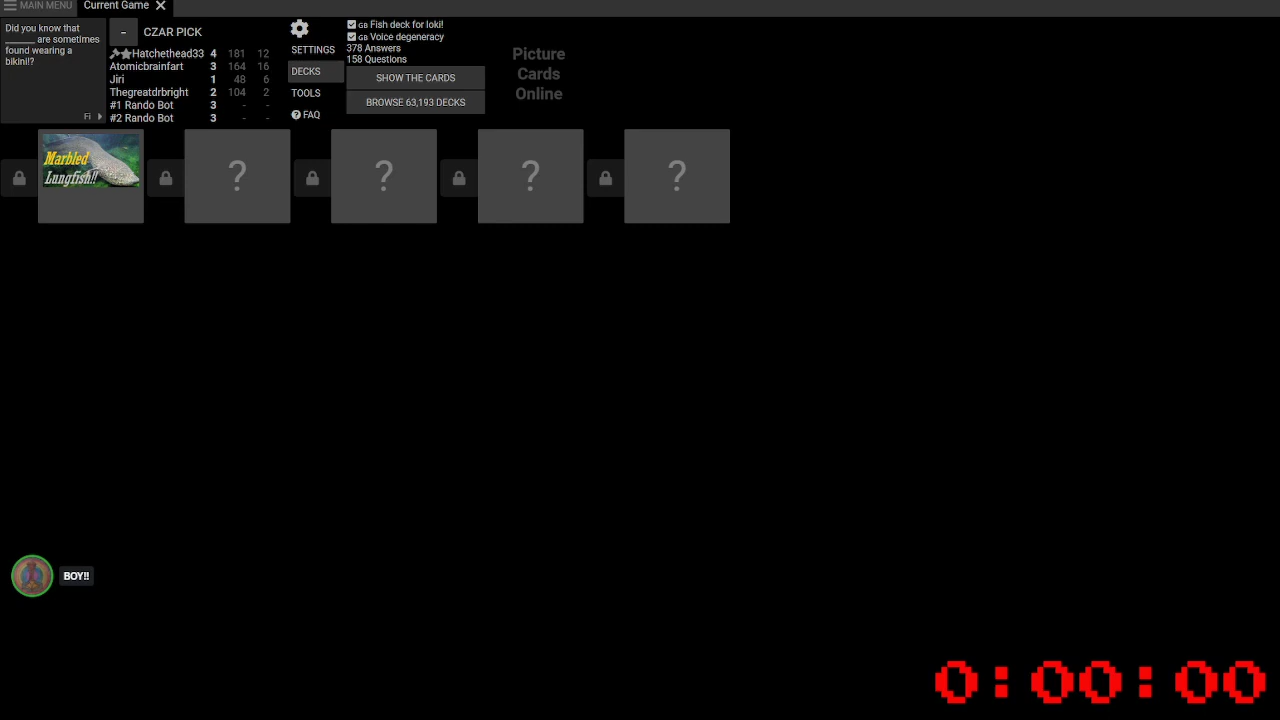 MAIN MENU
Current Game
Did you know that
______ are sometimes
found wearing a
bikini!?
Fi
-
CZAR PICK
Hatchethead33 4 181 12
Atomicbrainfart 3 164 16
Jiri 1 48 6
Thegreatdrbright 2 104 2
#1 Rando Bot 3 - -
#2 Rando Bot 3 - -
SETTINGS
DECKS
TOOLS
FAQ
GB Fish deck for loki!
GB Voice degeneracy
378 Answers
158 Questions
SHOW THE CARDS
BROWSE 63,193 DECKS
Picture
Cards
Online
Marbled
Lungfish!!
?
?
?
?
BOY!!
0:00:00